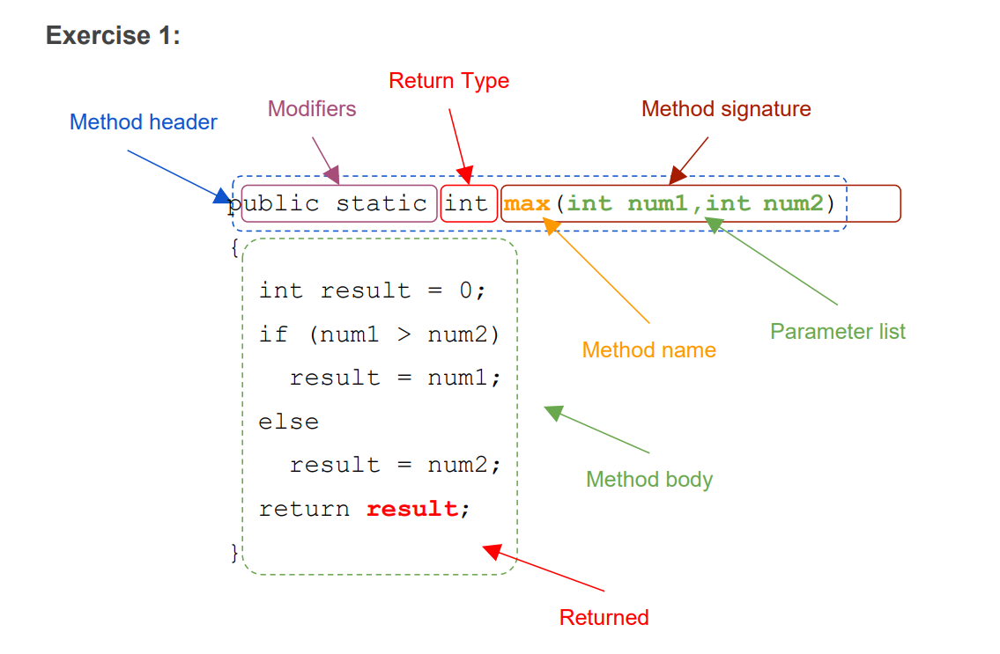 Exercise 1:
Return Type
Modifiers
Method signature
Method header
public static int max(int num1,int num2)
{
int result = 0;
if (num1 > num2)
result = num1;
else
result = num2;
return result;
}
Parameter list
Method name
Method body
Returned